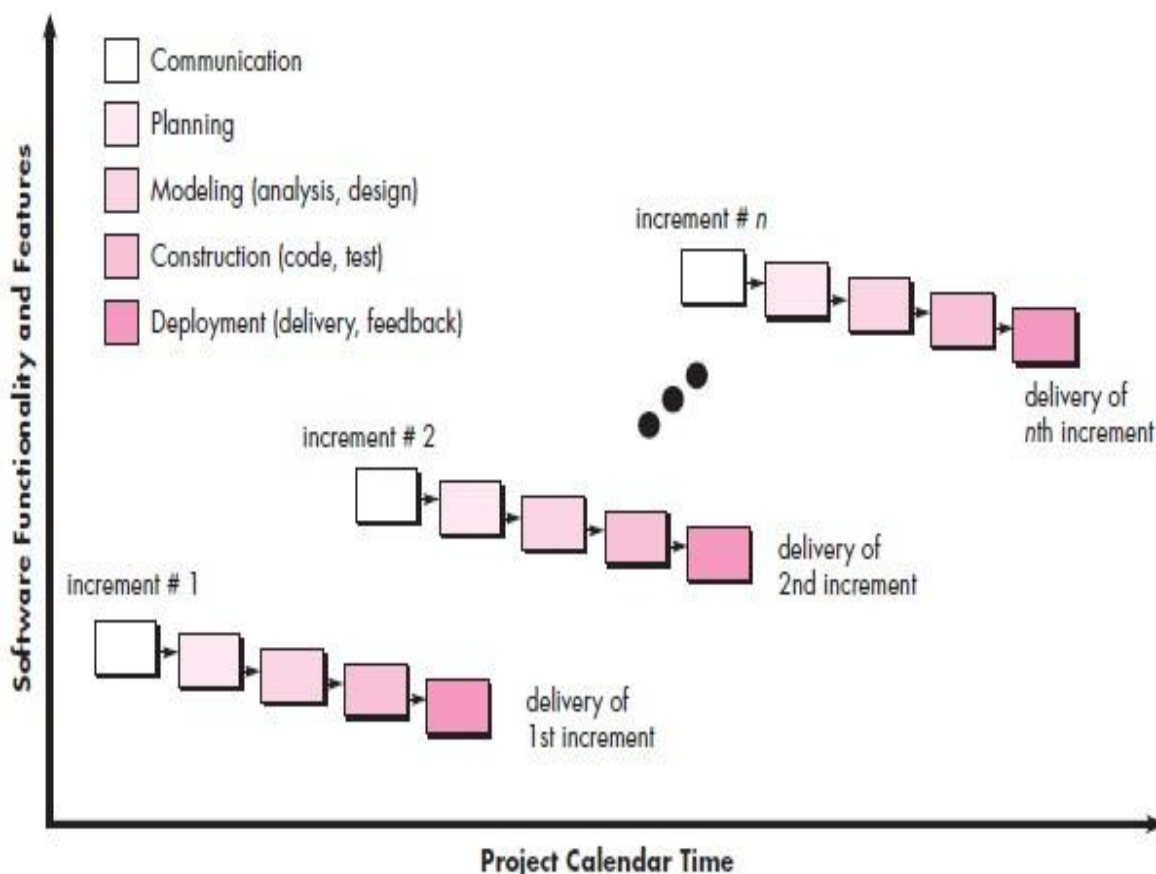 Communication
Planning
Modeling (analysis, design)
Construction (code, test)
Deployment (delivery, feedback)
increment # n
delivery of
nth increment
increment # 2
delivery of
2nd increment
increment # 1
delivery of
1st increment
Software Functionality and Features
Project Calendar Time